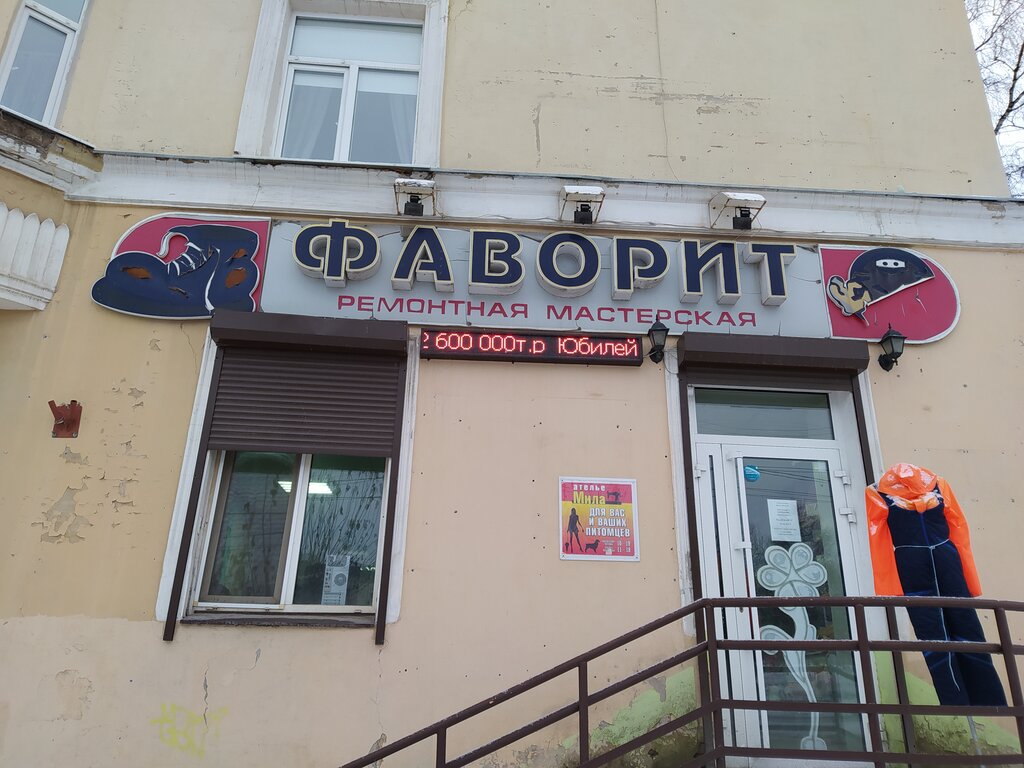 ФАВОРИТ
РЕМОНТНАЯ МАСТЕРСКАЯ
2 600 000т.р Юбилей
ателье
Мила
ДЛЯ ВАС
И ВАШИХ
ПИТОМЦЕВ